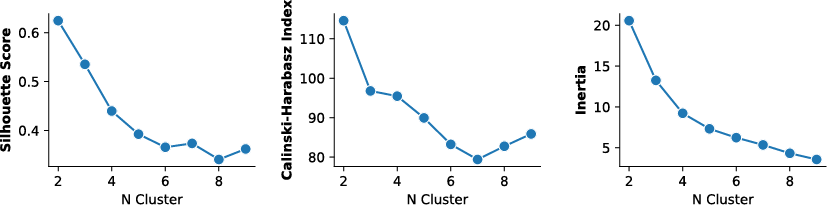 Silhouette Score
0.6
0.5
0.4
2 4 6 8
N Cluster
Calinski-Harabasz Index
110
100
90
80
2 4 6 8
N Cluster
Inertia
20
15
10
5
2 4 6 8
N Cluster